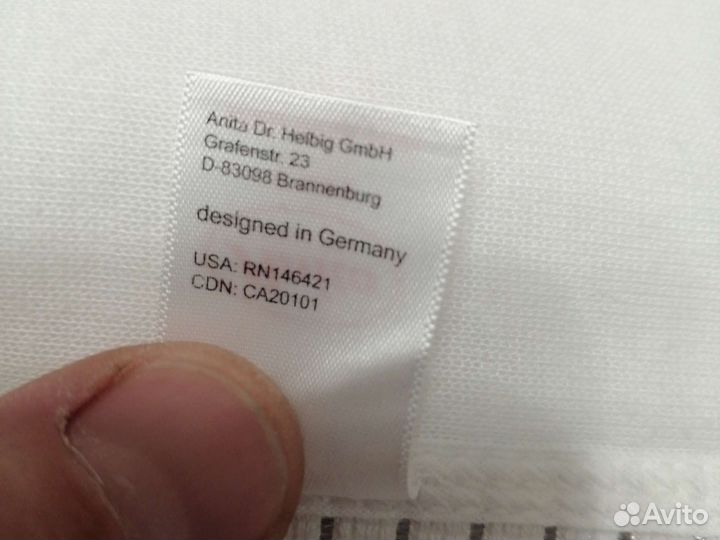 Anita Dr. Helbig GmbH
Grafenstr. 23
D-83098 Brannenburg
designed in Germany
USA: RN146421
CDN: CA20101
Avito